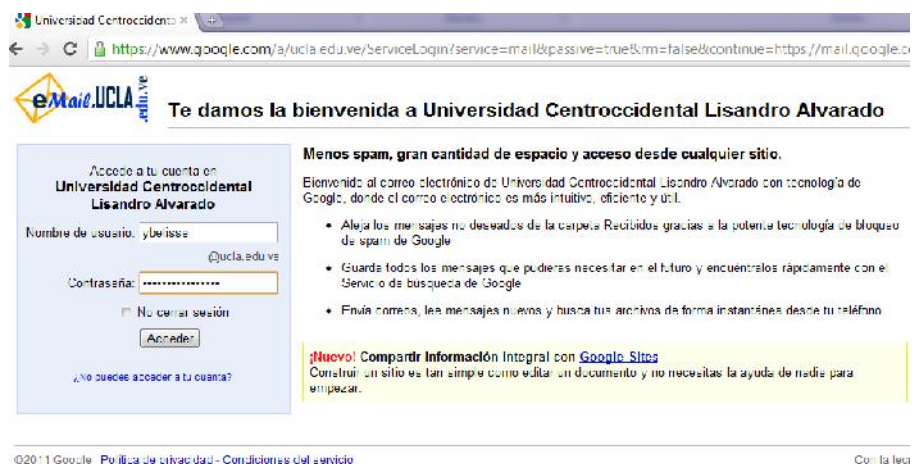 Universidad Centroccidenta
https://www.google.com/a/ucla.edu.ve/ServiceLogin?service=mail&passive=true&rm=false&continue=https://mail.google.c
eMail.UCLA.edu.ve
Te damos la bienvenida a Universidad Centroccidental Lisandro Alvarado
Accede a tu cuenta en
Universidad Centroccidental
Lisandro Alvarado
Nombre de usuario: ybelisse
@ucla.edu.ve
Contraseña: ••••••••••••••••
No cerrar sesión
Acceder
¿No puedes acceder a tu cuenta?
Menos spam, gran cantidad de espacio y acceso desde cualquier sitio.
Bienvenido al correo electrónico de Universidad Centroccidental Lisandro Alvarado con tecnología de
Google, donde el correo electrónico es más intuitivo, eficiente y útil.
• Aleja los mensajes no deseados de la carpeta Recibidos gracias a la potente tecnología de bloqueo
de spam de Google
• Guarda todos los mensajes que pudieras necesitar en el futuro y encuéntralos rápidamente con el
Servicio de búsqueda de Google
• Envía correos, lee mensajes nuevos y busca tus archivos de forma instantánea desde tu teléfono
¡Nuevo! Compartir Información Integral con Google Sites
Construir un sitio es tan simple como editar un documento y no necesitas la ayuda de nadie para
empezar.
©2011 Google Política de privacidad - Condiciones del servicio
Con la tec